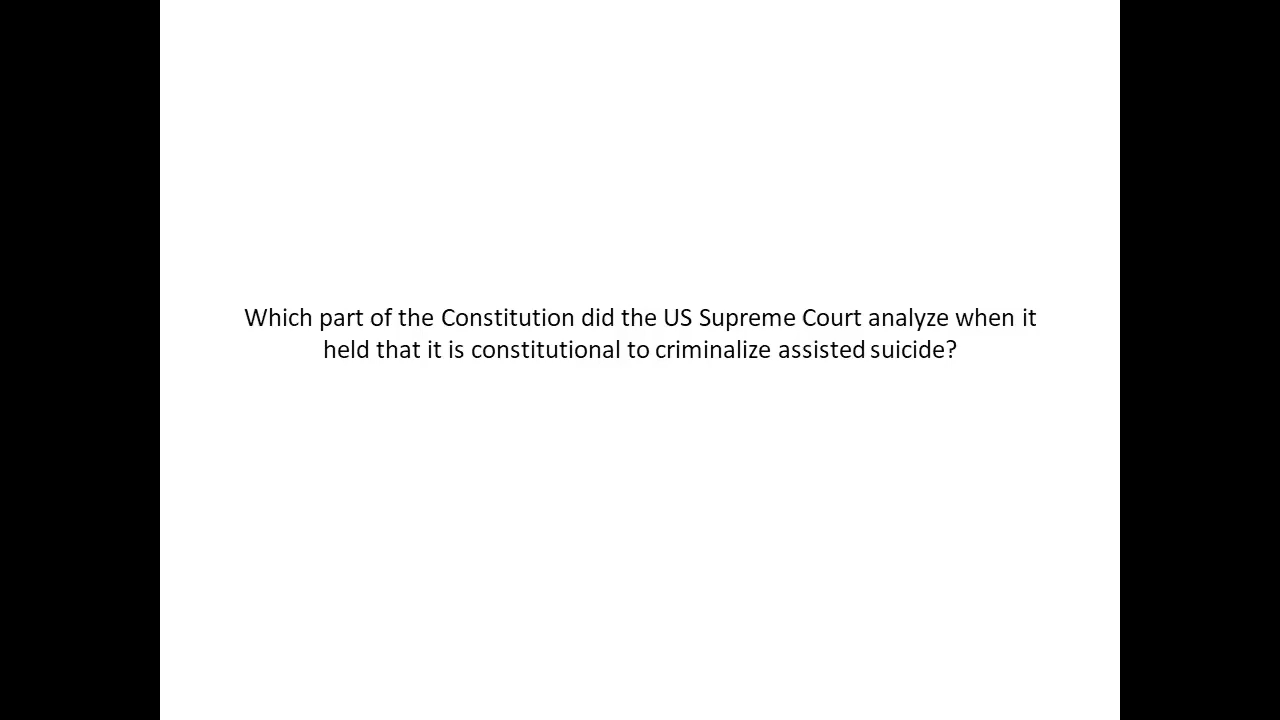 Which part of the Constitution did the US Supreme Court analyze when it
held that it is constitutional to criminalize assisted suicide?